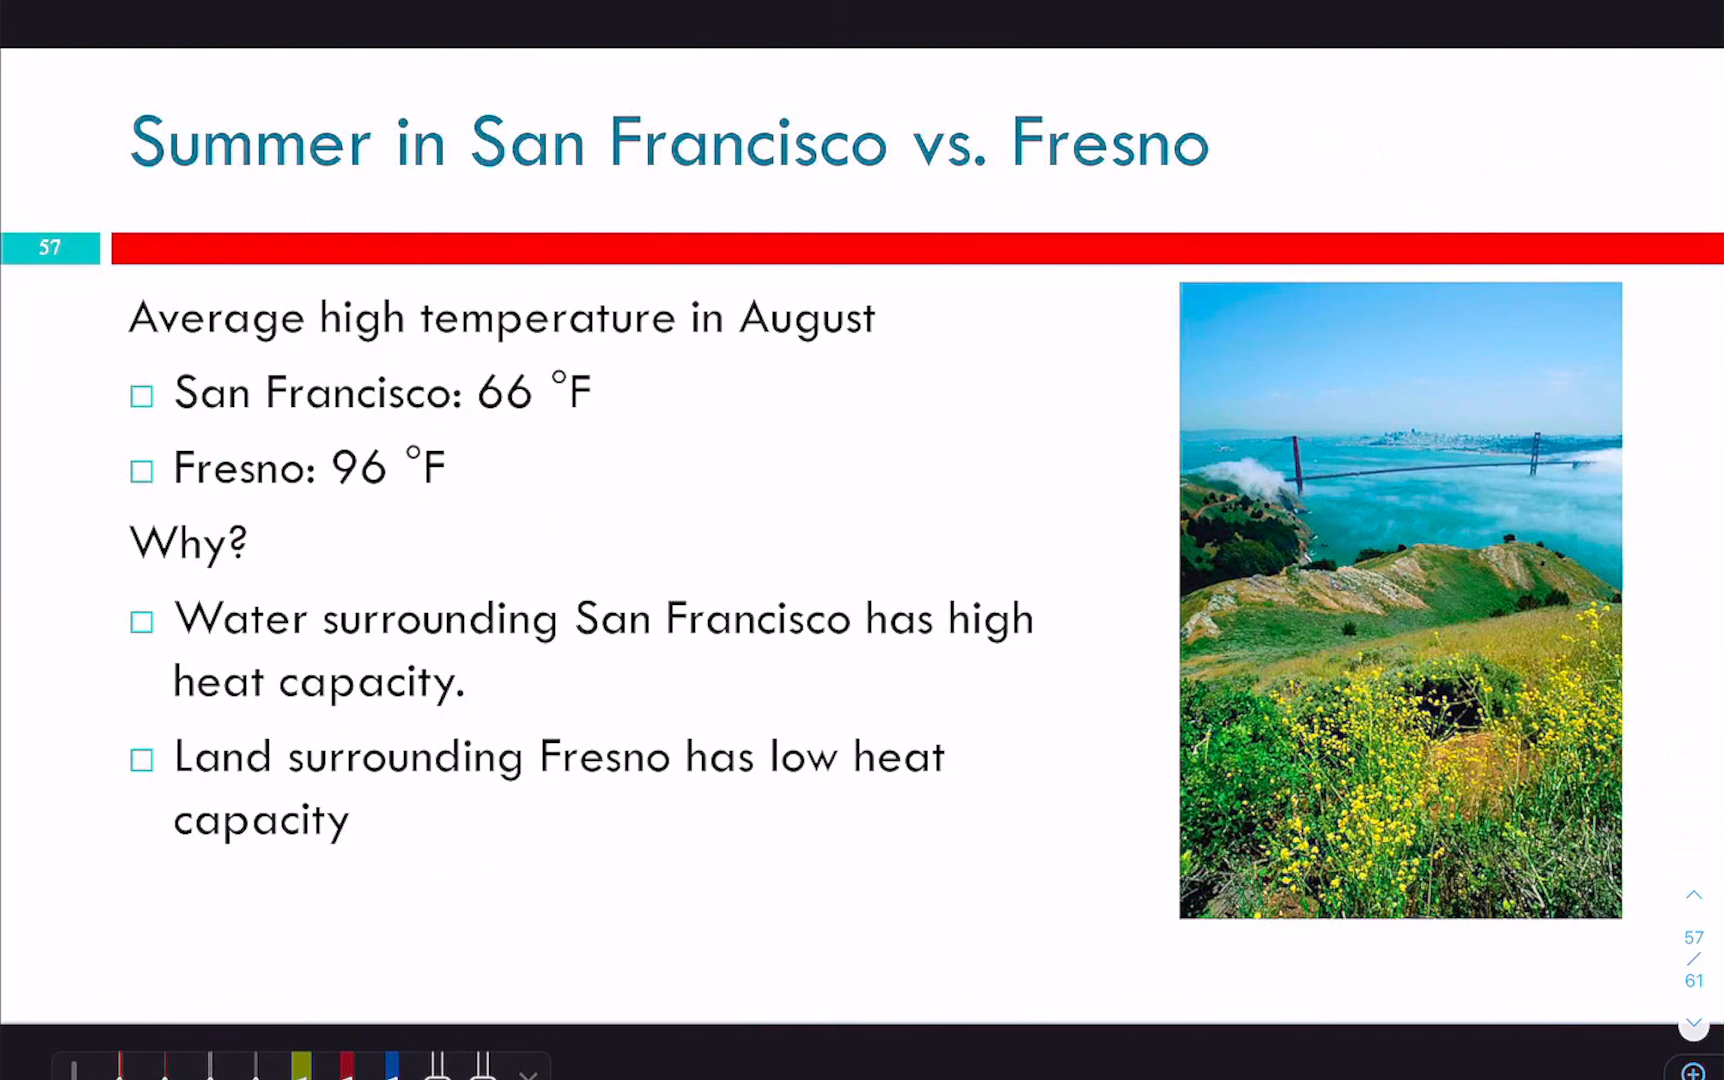 Summer in San Francisco vs. Fresno
57
Average high temperature in August
San Francisco: 66 °F
Fresno: 96 °F
Why?
Water surrounding San Francisco has high
heat capacity.
Land surrounding Fresno has low heat
capacity
57
/
61